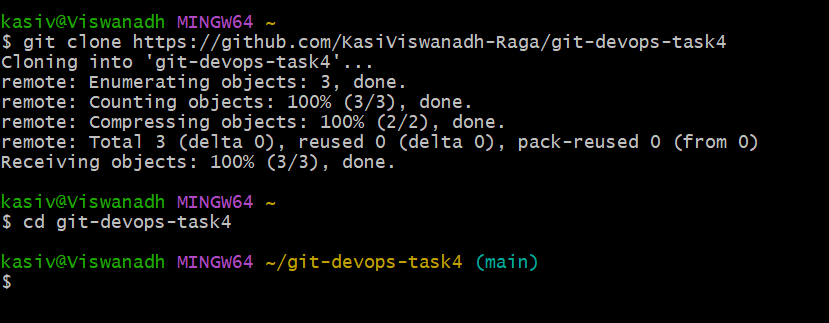 kasiv@Viswanadh MINGW64 ~
$ git clone https://github.com/KasiViswanadh-Raga/git-devops-task4
Cloning into 'git-devops-task4'...
remote: Enumerating objects: 3, done.
remote: Counting objects: 100% (3/3), done.
remote: Compressing objects: 100% (2/2), done.
remote: Total 3 (delta 0), reused 0 (delta 0), pack-reused 0 (from 0)
Receiving objects: 100% (3/3), done.
kasiv@Viswanadh MINGW64 ~
$ cd git-devops-task4
kasiv@Viswanadh MINGW64 ~/git-devops-task4 (main)
$